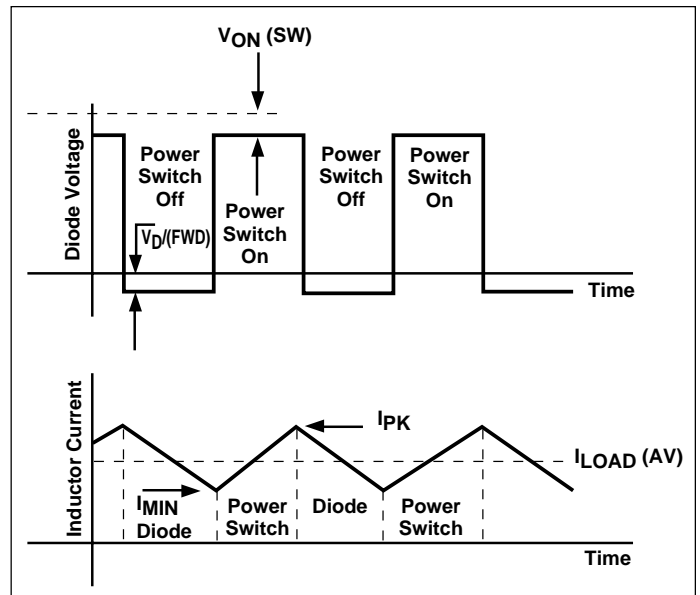 VON (SW)
Diode Voltage
Power
Switch
Off
Power
Switch
On
Power
Switch
Off
Power
Switch
On
VD/(FWD)
Time
Inductor Current
IPK
ILOAD (AV)
IMIN
Diode
Power
Switch
Diode
Power
Switch
Time